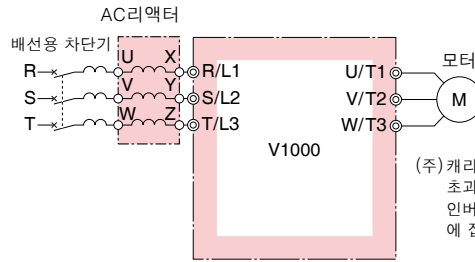 AC리액터
배선용 차단기
U X
R R/L1 U/T1 모터
V Y
S S/L2 V/T2 M
W Z
T T/L3 W/T3
V1000
(주) 캐리
초과
인버
에 접